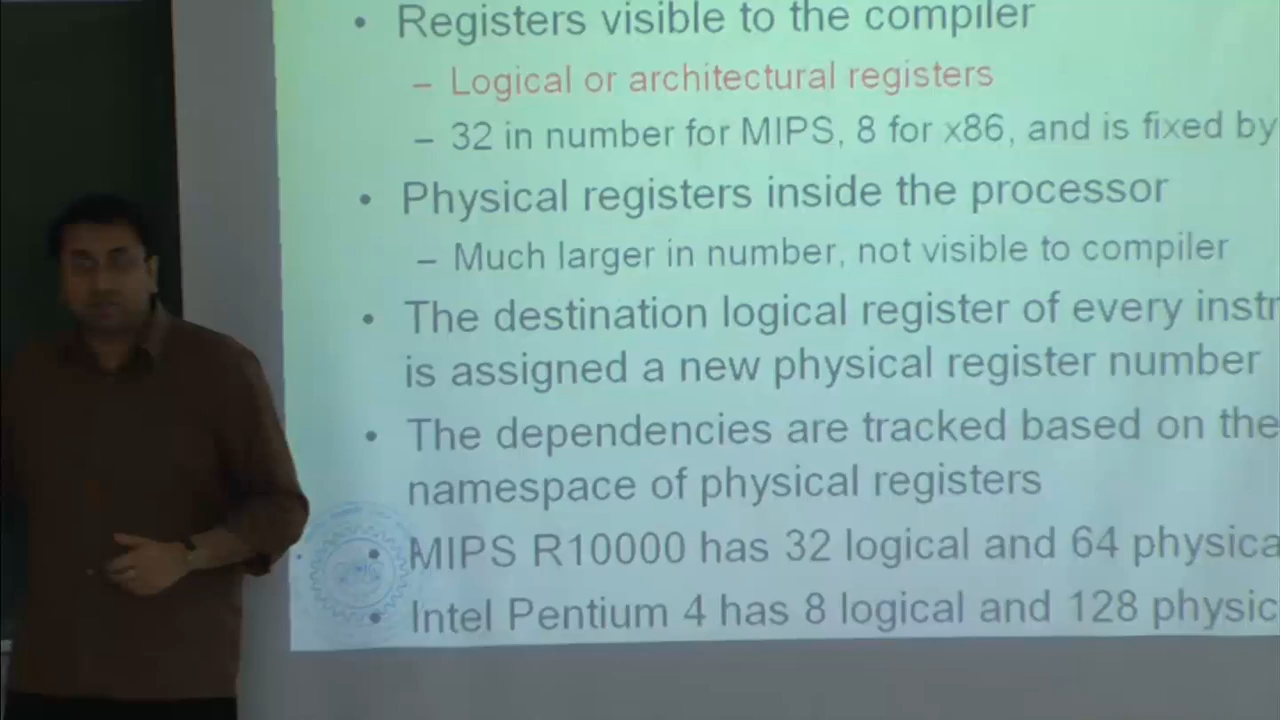 • Registers visible to the compiler
– Logical or architectural registers
– 32 in number for MIPS, 8 for x86, and is fixed by
• Physical registers inside the processor
– Much larger in number, not visible to compiler
• The destination logical register of every instr
is assigned a new physical register number
• The dependencies are tracked based on the
namespace of physical registers
• MIPS R10000 has 32 logical and 64 physica
• Intel Pentium 4 has 8 logical and 128 physic